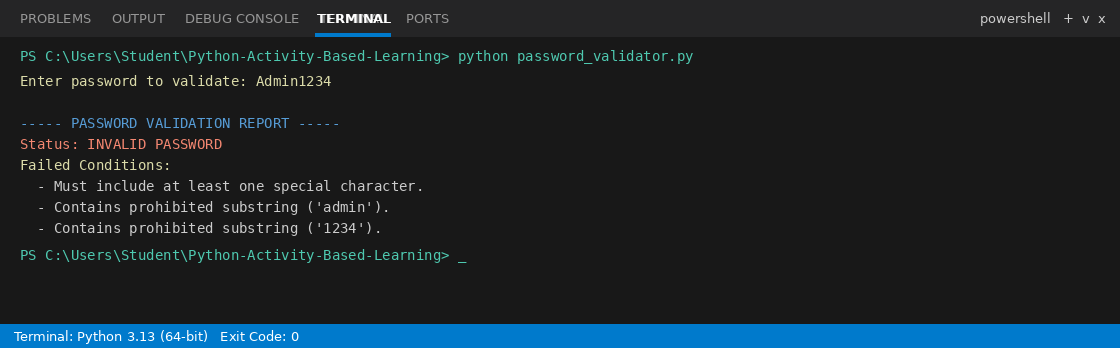 PROBLEMS OUTPUT DEBUG CONSOLE TERMINAL PORTS powershell + v x
PS C:\Users\Student\Python-Activity-Based-Learning> python password_validator.py
Enter password to validate: Admin1234
----- PASSWORD VALIDATION REPORT -----
Status: INVALID PASSWORD
Failed Conditions:
  - Must include at least one special character.
  - Contains prohibited substring ('admin').
  - Contains prohibited substring ('1234').
PS C:\Users\Student\Python-Activity-Based-Learning> _
Terminal: Python 3.13 (64-bit) Exit Code: 0